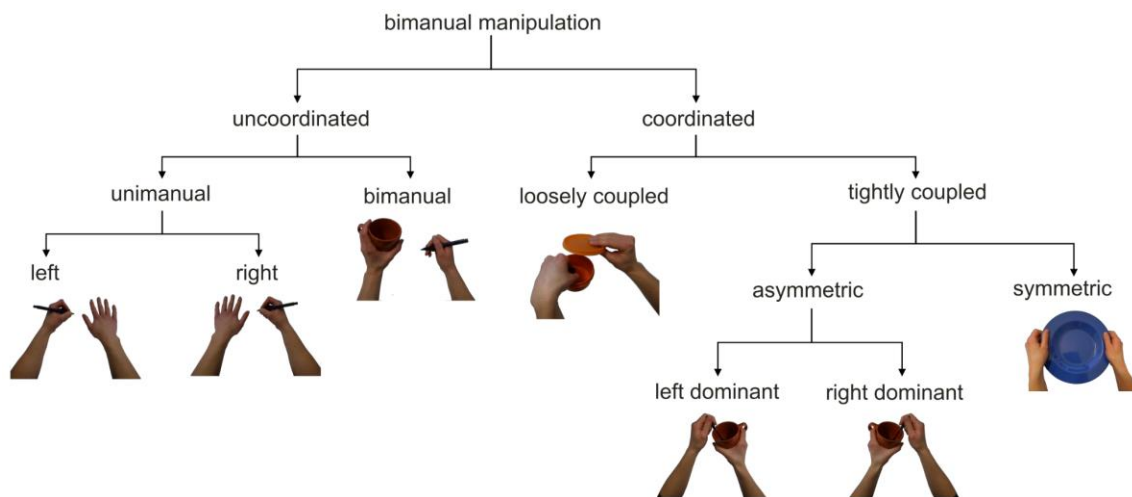 bimanual manipulation
uncoordinated
coordinated
unimanual
bimanual
loosely coupled
tightly coupled
left
right
asymmetric
symmetric
left dominant
right dominant